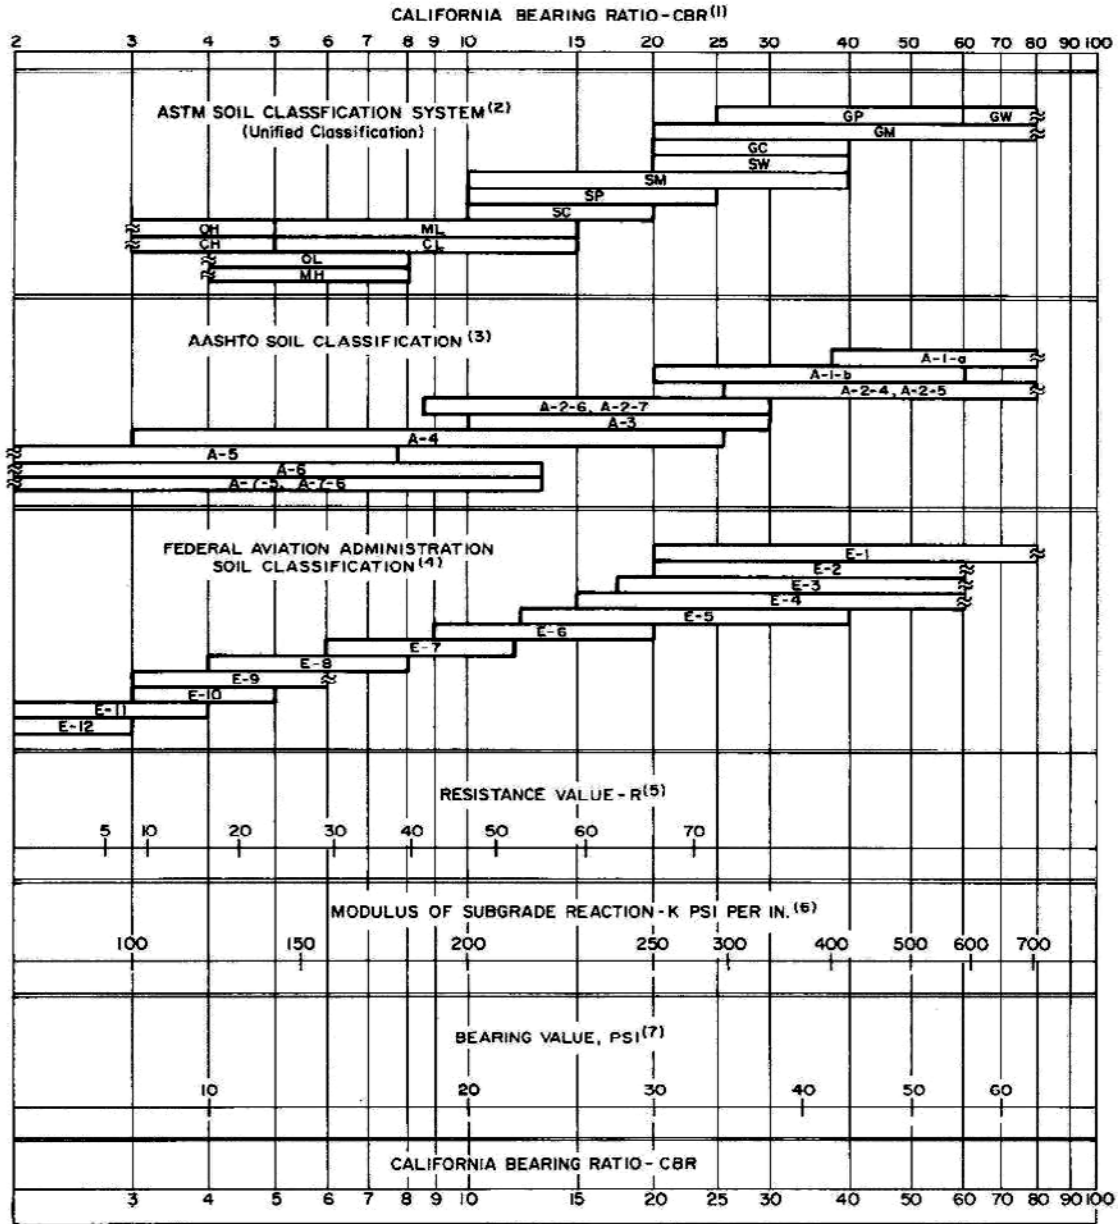 CALIFORNIA BEARING RATIO-CBR(1)
2 3 4 5 6 7 8 9 10 15 20 25 30 40 50 60 70 80 90 100
ASTM SOIL CLASSFICATION SYSTEM(2)
(Unified Classification)
GP GW
GM
GC
SW
SM
SP
SC
OH ML
CH CL
OL
MH
AASHTO SOIL CLASSIFICATION(3)
A-1-a
A-1-b
A-2-4, A-2-5
A-2-6, A-2-7
A-3
A-4
A-5
A-6
A-7-5, A-7-6
FEDERAL AVIATION ADMINISTRATION
SOIL CLASSIFICATION(4)
E-1
E-2
E-3
E-4
E-5
E-6
E-7
E-8
E-9
E-10
E-11
E-12
RESISTANCE VALUE-R(5)
5 10 20 30 40 50 60 70
MODULUS OF SUBGRADE REACTION-K PSI PER IN.(6)
100 150 200 250 300 400 500 600 700
BEARING VALUE, PSI(7)
10 20 30 40 50 60
CALIFORNIA BEARING RATIO-CBR
3 4 5 6 7 8 9 10 15 20 25 30 40 50 60 70 80 90 100